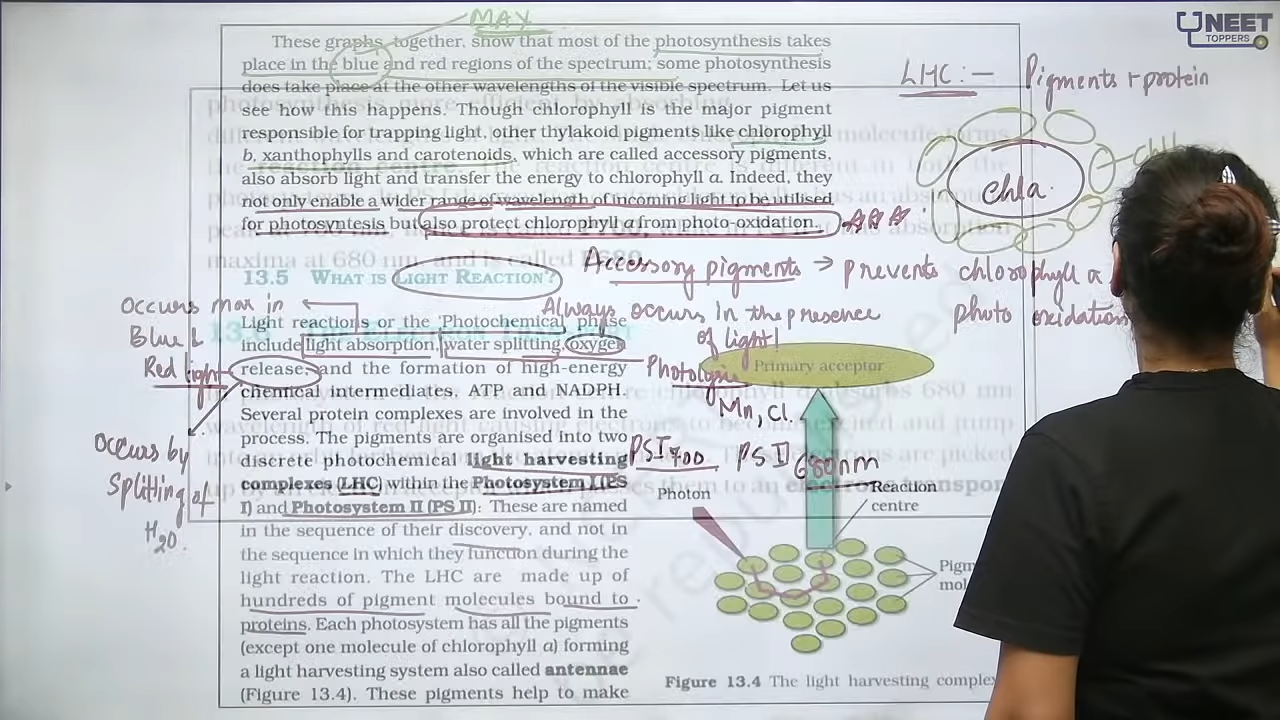 MAX
NEET
TOPPERS
These graphs, together, show that most of the photosynthesis takes
place in the blue and red regions of the spectrum; some photosynthesis
does take place at the other wavelengths of the visible spectrum. Let us
see how this happens. Though chlorophyll is the major pigment
responsible for trapping light, other thylakoid pigments like chlorophyll
b, xanthophylls and carotenoids, which are called accessory pigments,
also absorb light and transfer the energy to chlorophyll a. Indeed, they
not only enable a wider range of wavelength of incoming light to be utilised
for photosyntesis but also protect chlorophyll a from photo-oxidation.
LHC :- Pigments + protein
chl a
Accessory pigments → prevents chlorophyll a
photo oxidation
13.5 WHAT IS LIGHT REACTION?
Always occurs in the presence
of light!
occurs max in
Blue &
Red light
Light reactions or the 'Photochemical' phase
include light absorption, water splitting, oxygen
release, and the formation of high-energy
chemical intermediates, ATP and NADPH.
Several protein complexes are involved in the
process. The pigments are organised into two
discrete photochemical light harvesting
complexes (LHC) within the Photosystem I (PS
I) and Photosystem II (PS II). These are named
in the sequence of their discovery, and not in
the sequence in which they function during the
light reaction. The LHC are made up of
hundreds of pigment molecules bound to
proteins. Each photosystem has all the pigments
(except one molecule of chlorophyll a) forming
a light harvesting system also called antennae
(Figure 13.4). These pigments help to make
Occurs by
Splitting of
H2O.
Photolysis
Mn, Cl.
PS I 700 PS II 680nm
Primary acceptor
Photon
Reaction
centre
Figure 13.4 The light harvesting